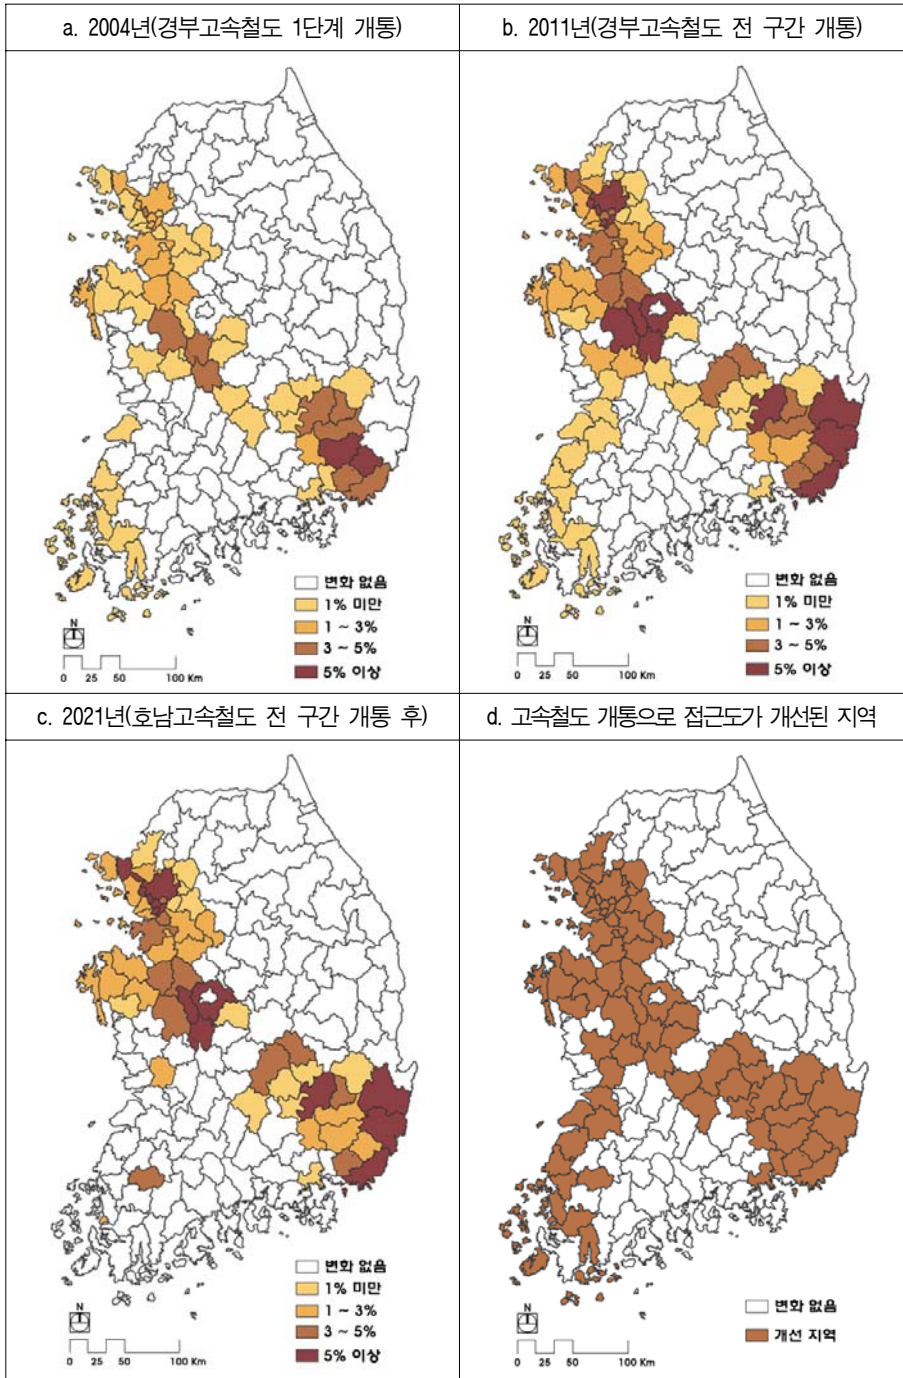 a. 2004년(경부고속철도 1단계 개통)
b. 2011년(경부고속철도 전 구간 개통)
변화 없음
1% 미만
1 ~ 3%
3 ~ 5%
5% 이상
N
0 25 50 100 Km
변화 없음
1% 미만
1 ~ 3%
3 ~ 5%
5% 이상
N
0 25 50 100 Km
c. 2021년(호남고속철도 전 구간 개통 후)
d. 고속철도 개통으로 접근도가 개선된 지역
변화 없음
1% 미만
1 ~ 3%
3 ~ 5%
5% 이상
N
0 25 50 100 Km
변화 없음
개선 지역
N
0 25 50 100 Km